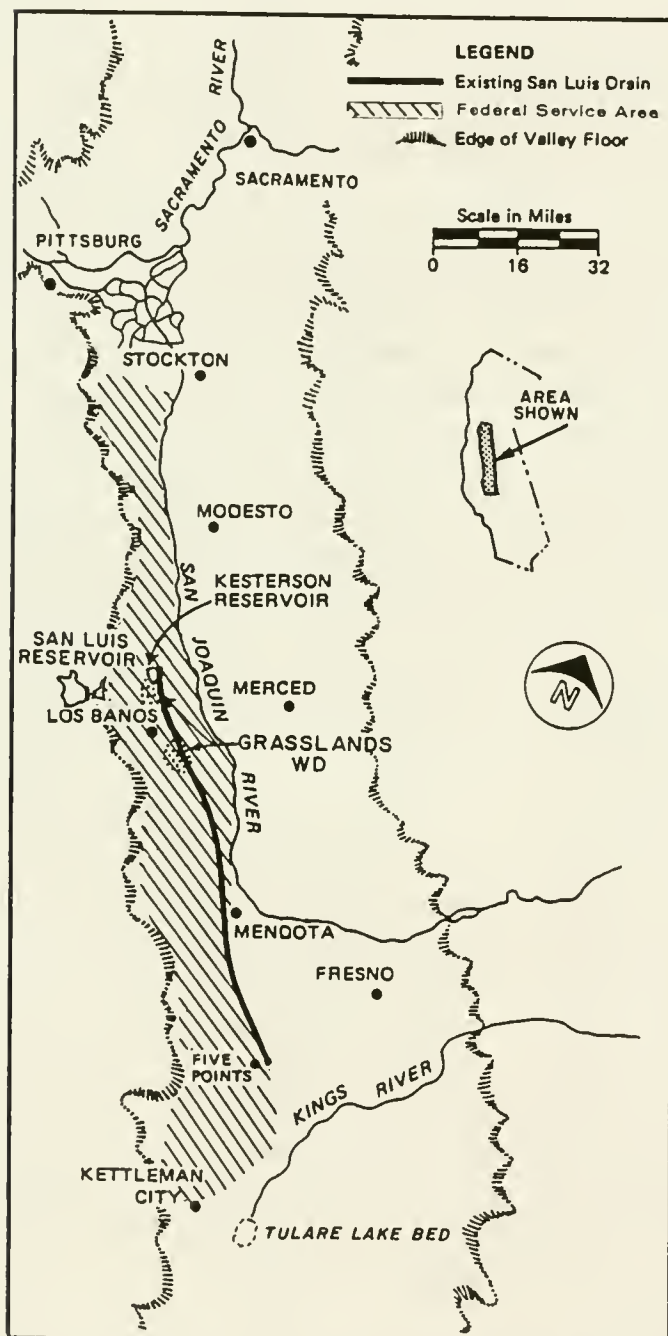 LEGEND
Existing San Luis Drain
Federal Service Area
Edge of Valley Floor
Scale in Miles
0 16 32
SACRAMENTO RIVER
SACRAMENTO
PITTSBURG
STOCKTON
AREA
SHOWN
MODESTO
KESTERSON
RESERVOIR
SAN LUIS
RESERVOIR
SAN JOAQUIN RIVER
MERCED
LOS BANOS
GRASSLANDS
WD
N
MENDOTA
FRESNO
FIVE
POINTS
KINGS RIVER
KETTLEMAN
CITY
TULARE LAKE BED